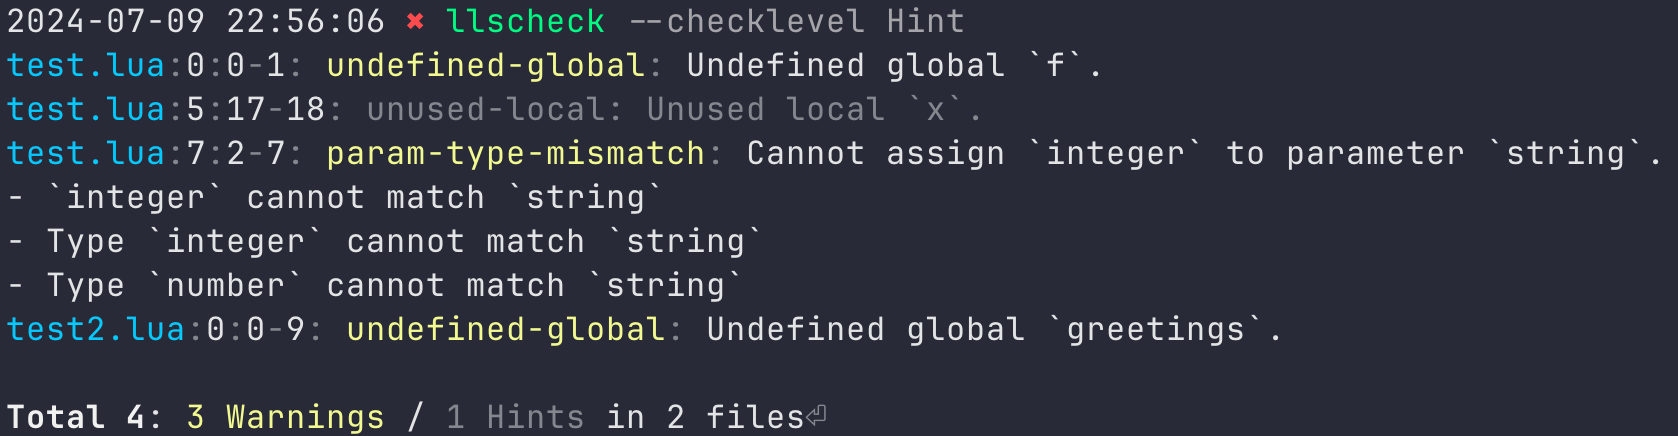 2024-07-09 22:56:06 ✖ llscheck --checklevel Hint
test.lua:0:0-1: undefined-global: Undefined global `f`.
test.lua:5:17-18: unused-local: Unused local `x`.
test.lua:7:2-7: param-type-mismatch: Cannot assign `integer` to parameter `string`.
- `integer` cannot match `string`
- Type `integer` cannot match `string`
- Type `number` cannot match `string`
test2.lua:0:0-9: undefined-global: Undefined global `greetings`.
Total 4: 3 Warnings / 1 Hints in 2 files⏎